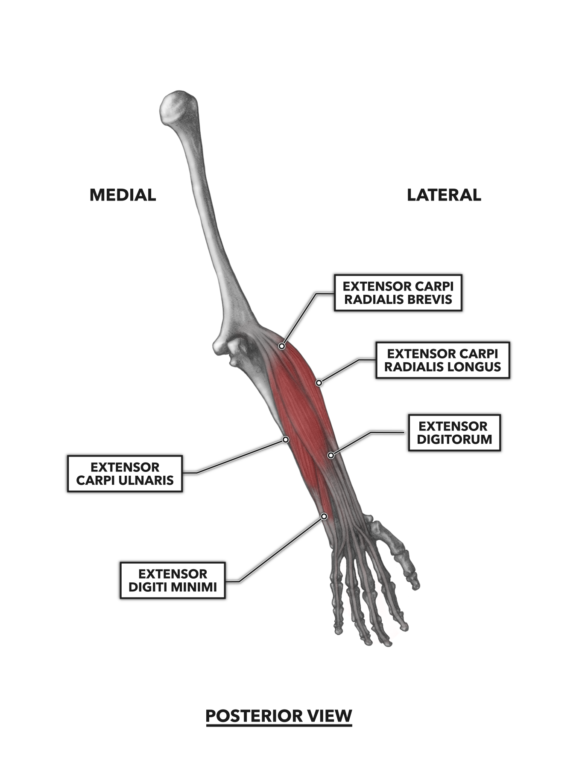 MEDIAL
LATERAL
EXTENSOR CARPI
RADIALIS BREVIS
EXTENSOR CARPI
RADIALIS LONGUS
EXTENSOR
DIGITORUM
EXTENSOR
CARPI ULNARIS
EXTENSOR
DIGITI MINIMI
POSTERIOR VIEW